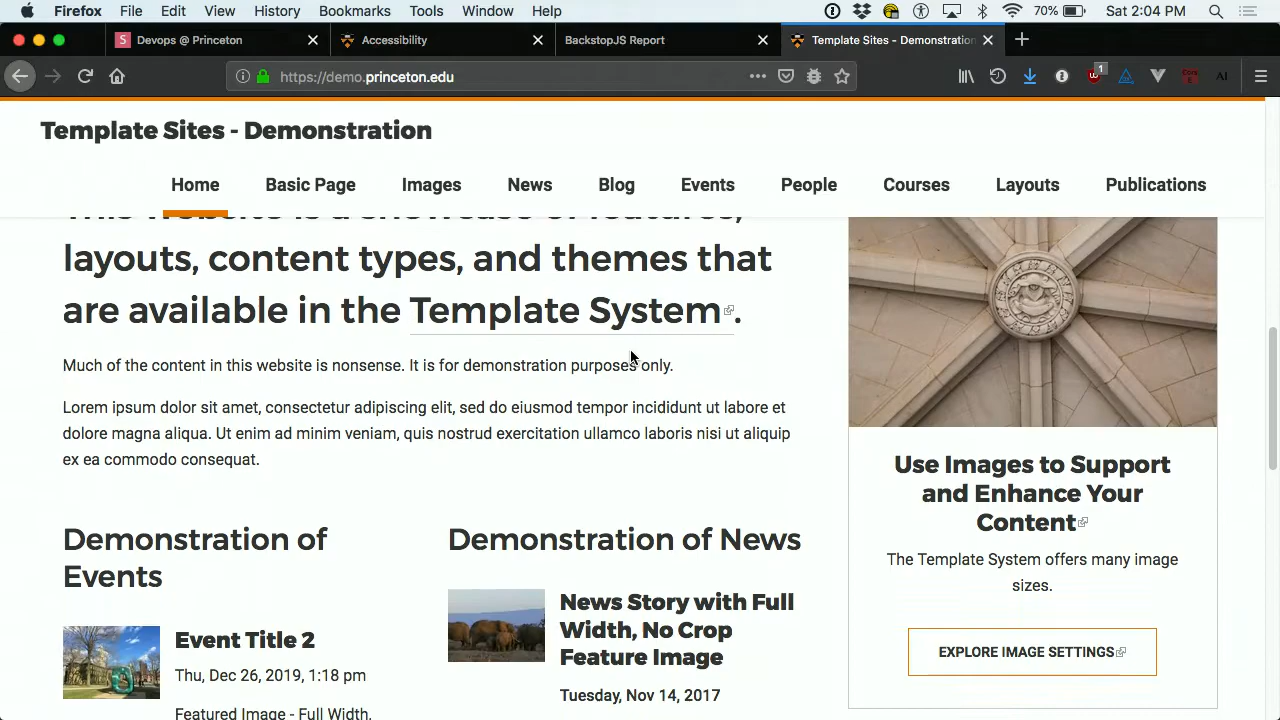 Firefox File Edit View History Bookmarks Tools Window Help 70% Sat 2:04 PM
Devops @ Princeton Accessibility BackstopJS Report Template Sites - Demonstration
https://demo.princeton.edu 1 AI
Template Sites - Demonstration
Home Basic Page Images News Blog Events People Courses Layouts Publications
This website is a showcase of features,
layouts, content types, and themes that
are available in the Template System.
Much of the content in this website is nonsense. It is for demonstration purposes only.
Lorem ipsum dolor sit amet, consectetur adipiscing elit, sed do eiusmod tempor incididunt ut labore et
dolore magna aliqua. Ut enim ad minim veniam, quis nostrud exercitation ullamco laboris nisi ut aliquip
ex ea commodo consequat.
Use Images to Support
and Enhance Your
Content
The Template System offers many image
sizes.
EXPLORE IMAGE SETTINGS
Demonstration of
Events
Event Title 2
Thu, Dec 26, 2019, 1:18 pm
Featured Image - Full Width,
Demonstration of News
News Story with Full
Width, No Crop
Feature Image
Tuesday, Nov 14, 2017